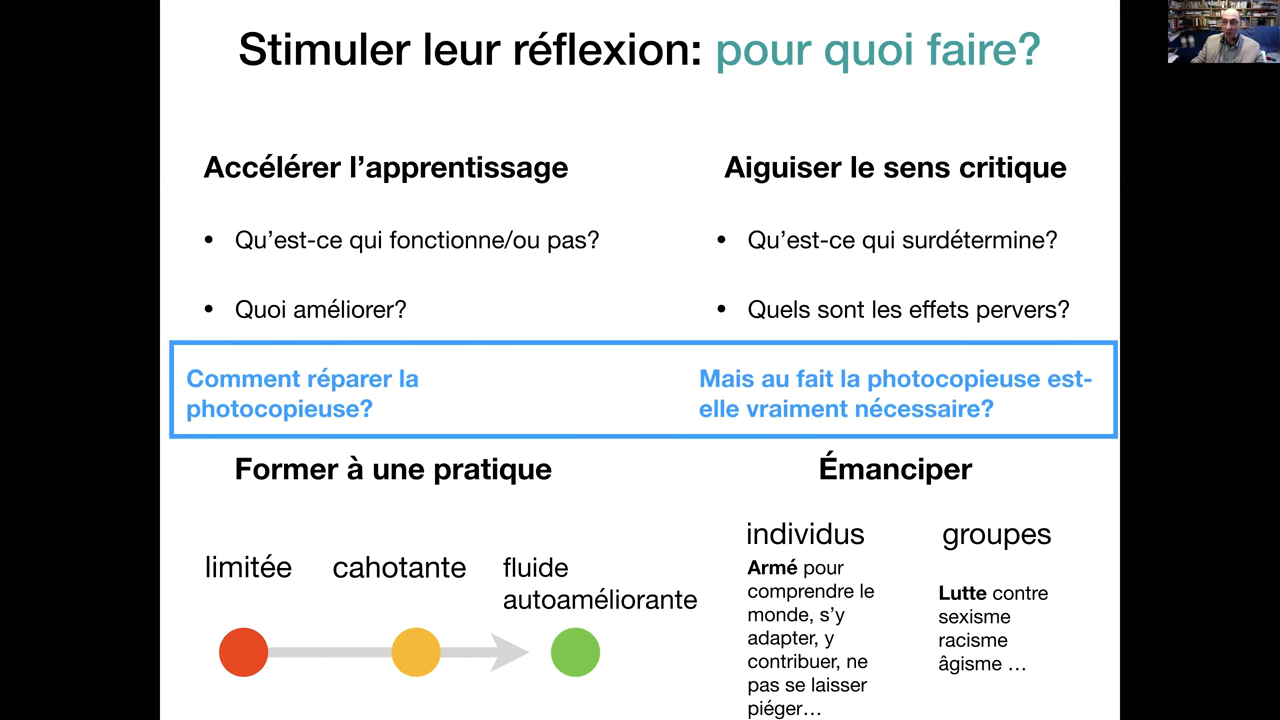 Stimuler leur réflexion: pour quoi faire?
Accélérer l’apprentissage
• Qu’est-ce qui fonctionne/ou pas?
• Quoi améliorer?
Aiguiser le sens critique
• Qu’est-ce qui surdétermine?
• Quels sont les effets pervers?
Comment réparer la
photocopieuse?
Mais au fait la photocopieuse est-
elle vraiment nécessaire?
Former à une pratique
limitée
cahotante
fluide
autoaméliorante
Émanciper
individus
Armé pour
comprendre le
monde, s’y
adapter, y
contribuer, ne
pas se laisser
piéger…
groupes
Lutte contre
sexisme
racisme
âgisme …